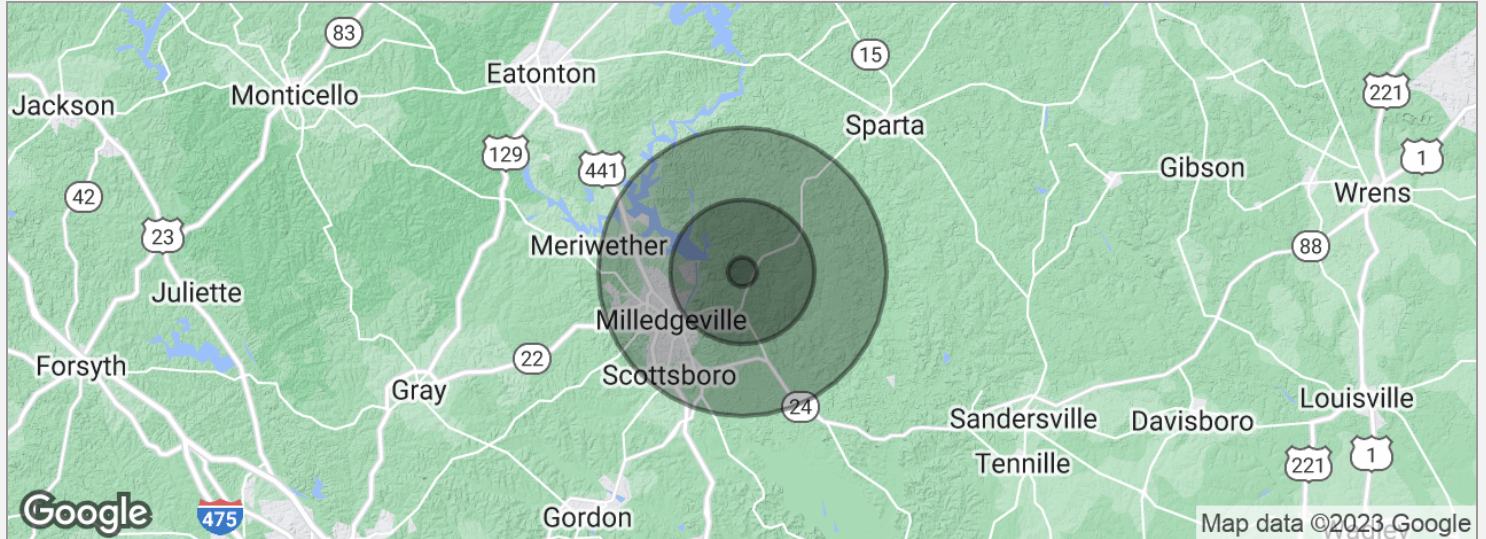 83
15
Eatonton
221
Jackson
Monticello
Sparta
129
441
1
Gibson
42
Wrens
23
Meriwether
88
Juliette
Milledgeville
22
Forsyth
Scottsboro
Gray
24
Louisville
Sandersville
Davisboro
Tennille
221
1
Google
475
Gordon
Map data ©2023 Google
Wadley